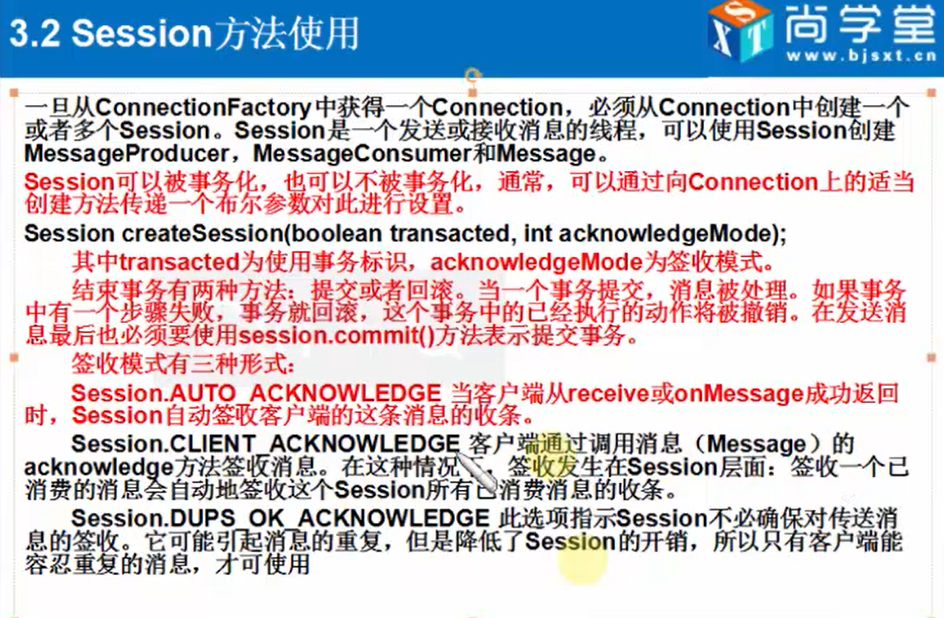 3.2 Session方法使用
尚学堂
SXT
www.bjsxt.cn
一旦从ConnectionFactory中获得一个Connection，必须从Connection中创建一个
或者多个Session。Session是一个发送或接收消息的线程，可以使用Session创建
MessageProducer，MessageConsumer和Message。
Session可以被事务化，也可以不被事务化，通常，可以通过向Connection上的适当
创建方法传递一个布尔参数对此进行设置。
Session createSession(boolean transacted, int acknowledgeMode);
其中transacted为使用事务标识，acknowledgeMode为签收模式。
结束事务有两种方法：提交或者回滚。当一个事务提交，消息被处理。如果事务
中有一个步骤失败，事务就回滚，这个事务中的已经执行的动作将被撤销。在发送消
息最后也必须要使用session.commit()方法表示提交事务。
签收模式有三种形式：
Session.AUTO_ACKNOWLEDGE 当客户端从receive或onMessage成功返回
时，Session自动签收客户端的这条消息的收条。
Session.CLIENT_ACKNOWLEDGE 客户端通过调用消息（Message）的
acknowledge方法签收消息。在这种情况，签收发生在Session层面：签收一个已
消费的消息会自动地签收这个Session所有已消费消息的收条。
Session.DUPS_OK_ACKNOWLEDGE 此选项指示Session不必确保对传送消
息的签收。它可能引起消息的重复，但是降低了Session的开销，所以只有客户端能
容忍重复的消息，才可使用